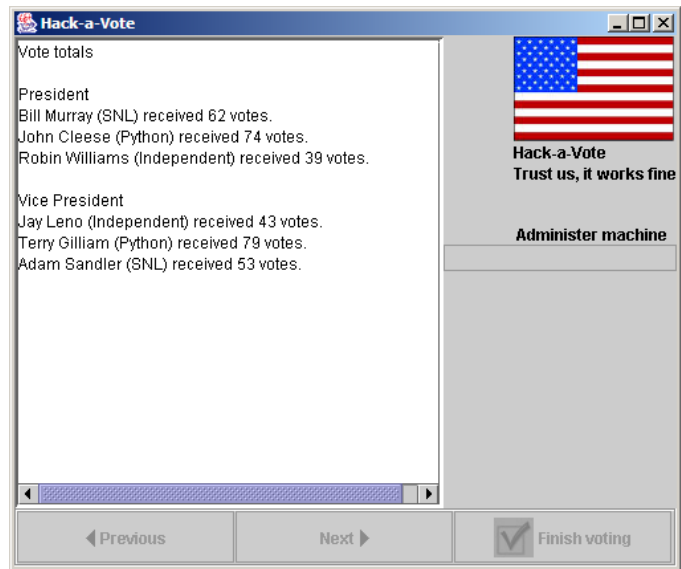 Hack-a-Vote
Vote totals
President
Bill Murray (SNL) received 62 votes.
John Cleese (Python) received 74 votes.
Robin Williams (Independent) received 39 votes.
Vice President
Jay Leno (Independent) received 43 votes.
Terry Gilliam (Python) received 79 votes.
Adam Sandler (SNL) received 53 votes.
Hack-a-Vote
Trust us, it works fine
Administer machine
Previous
Next
Finish voting